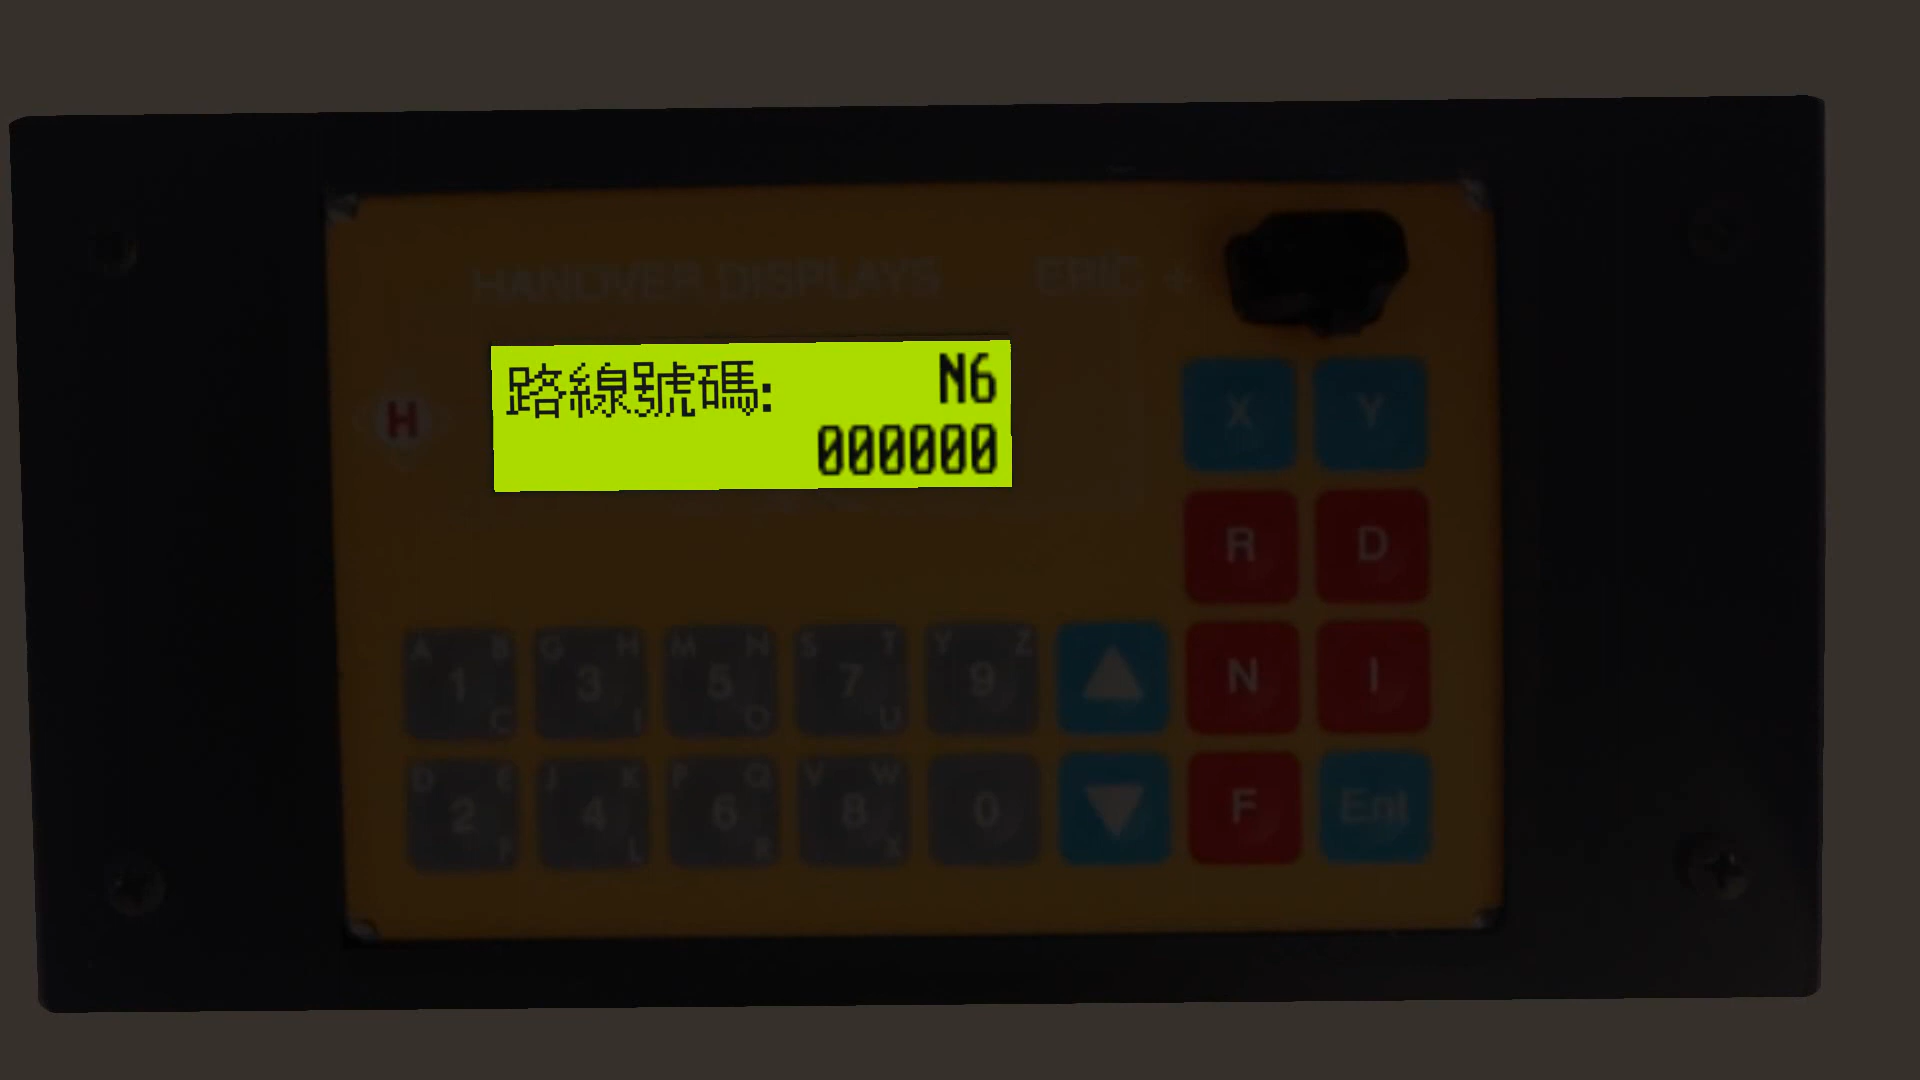 HANOVER DISPLAYS ERIC +
路線號碼: N6
000000
H
X Y
R D
A B C 1
G H I 3
M N O 5
S T U 7
Y Z 9
N I
D E F 2
J K L 4
P Q R 6
V W X 8
0
F Ent